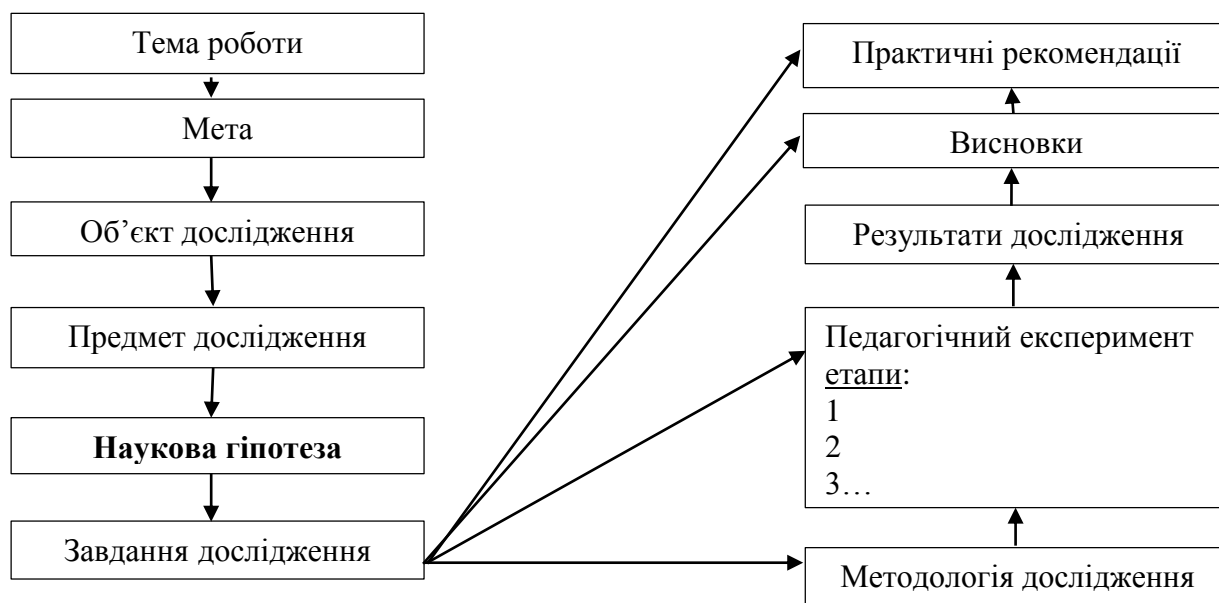 Тема роботи
Мета
Об’єкт дослідження
Предмет дослідження
Наукова гіпотеза
Завдання дослідження
Практичні рекомендації
Висновки
Результати дослідження
Педагогічний експеримент
етапи:
1
2
3…
Методологія дослідження